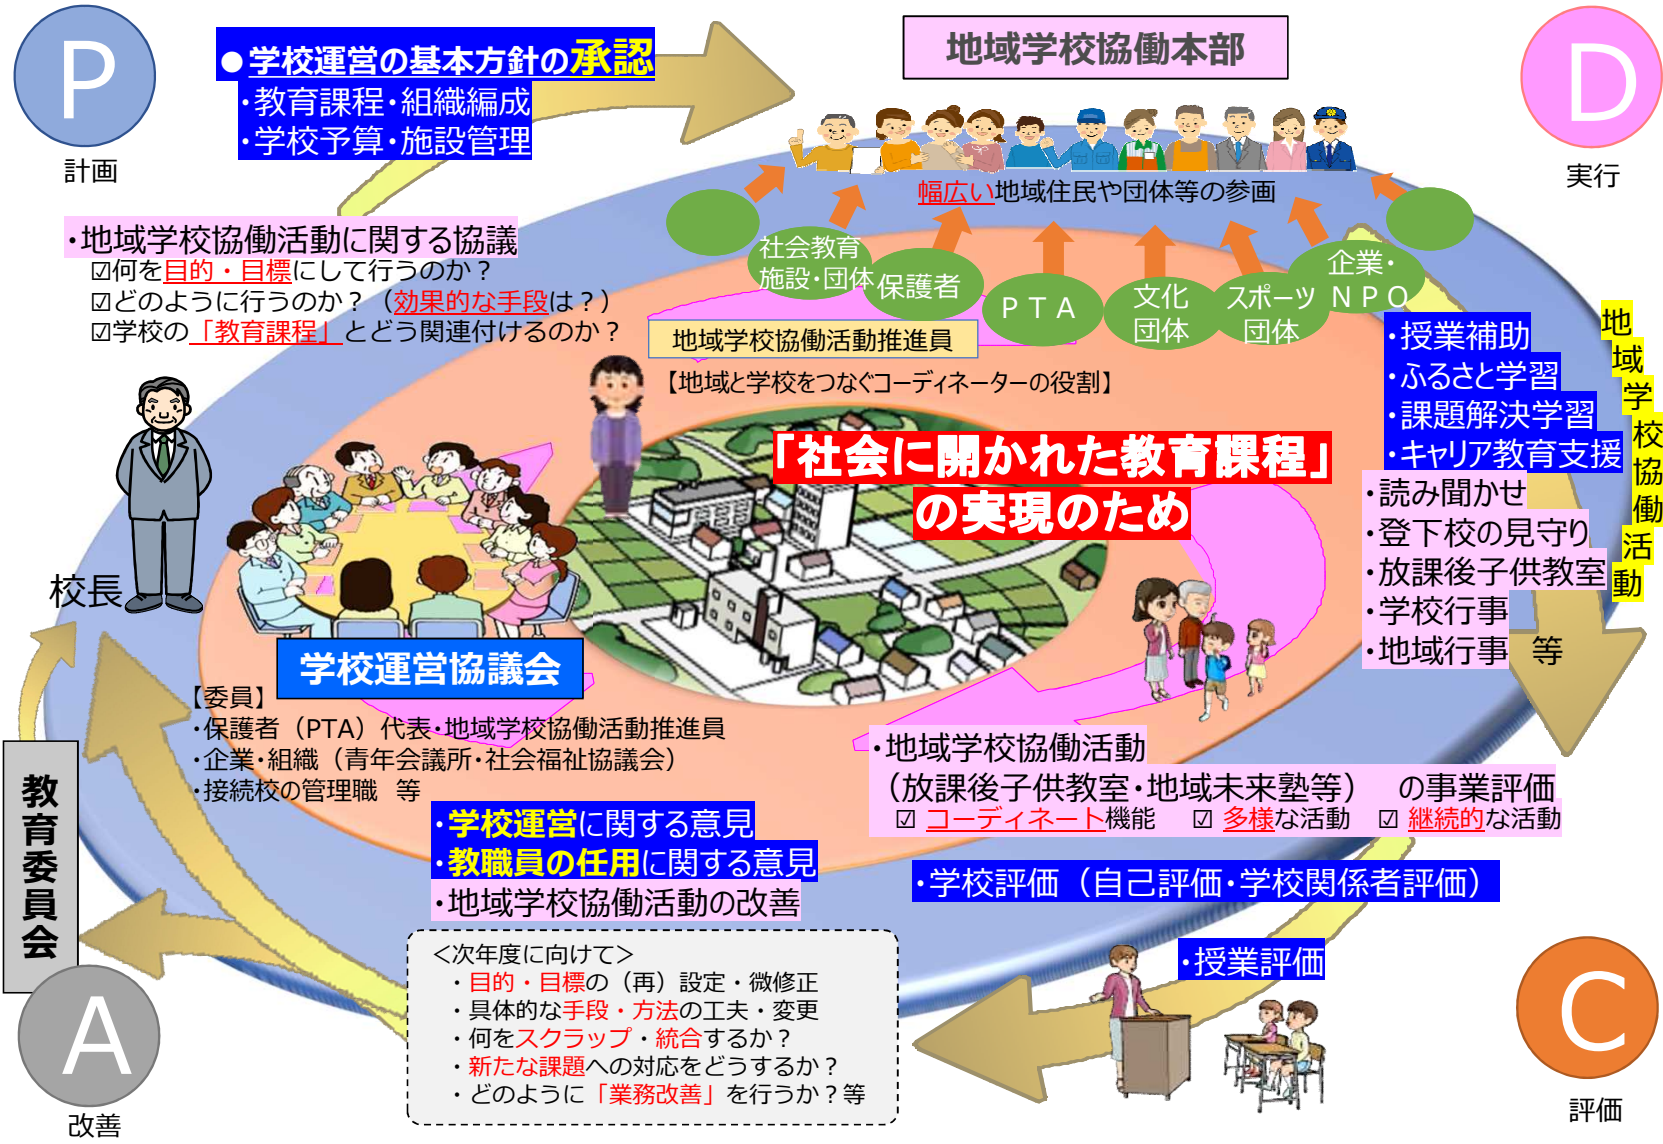 P
計画
●学校運営の基本方針の承認
・教育課程・組織編成
・学校予算・施設管理
地域学校協働本部
D
実行
幅広い地域住民や団体等の参画
・地域学校協働活動に関する協議
☑何を目的・目標にして行うのか？
☑どのように行うのか？（効果的な手段は？）
☑学校の「教育課程」とどう関連付けるのか？
社会教育
施設・団体
保護者
ＰＴＡ
文化
団体
スポーツ
団体
企業・
ＮＰＯ
地域学校協働活動推進員
【地域と学校をつなぐコーディネーターの役割】
地域学校協働活動
・授業補助
・ふるさと学習
・課題解決学習
・キャリア教育支援
・読み聞かせ
・登下校の見守り
・放課後子供教室
・学校行事
・地域行事　等
「社会に開かれた教育課程」
の実現のため
校長
学校運営協議会
【委員】
・保護者（PTA）代表・地域学校協働活動推進員
・企業・組織（青年会議所・社会福祉協議会）
・接続校の管理職　等
教育委員会
・地域学校協働活動
（放課後子供教室・地域未来塾等）　の事業評価
☑ コーディネート機能　☑ 多様な活動　☑ 継続的な活動
・学校運営に関する意見
・教職員の任用に関する意見
・地域学校協働活動の改善
・学校評価（自己評価・学校関係者評価）
・授業評価
＜次年度に向けて＞
・目的・目標の（再）設定・微修正
・具体的な手段・方法の工夫・変更
・何をスクラップ・統合するか？
・新たな課題への対応をどうするか？
・どのように「業務改善」を行うか？等
A
改善
C
評価